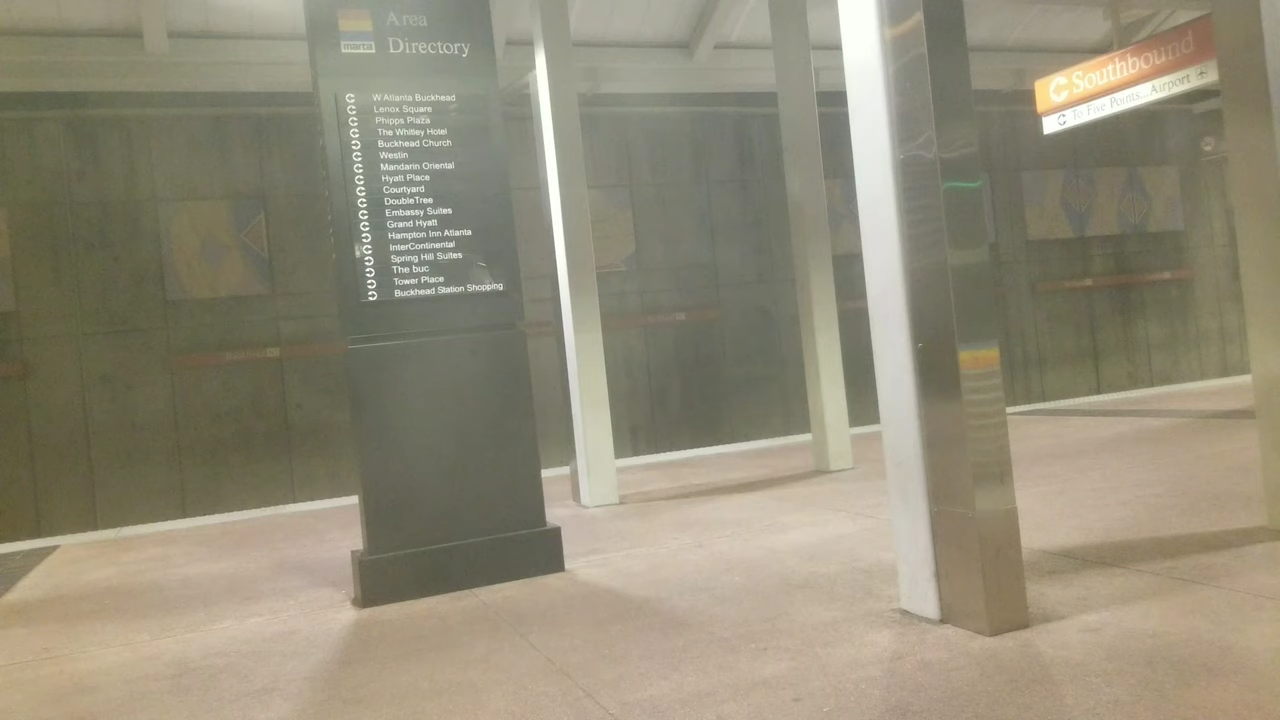 Area
Directory
marta
W Atlanta Buckhead
Lenox Square
Phipps Plaza
The Whitley Hotel
Buckhead Church
Westin
Mandarin Oriental
Hyatt Place
Courtyard
DoubleTree
Embassy Suites
Grand Hyatt
Hampton Inn Atlanta
InterContinental
Spring Hill Suites
The buc
Tower Place
Buckhead Station Shopping
Southbound
To Five Points...Airport